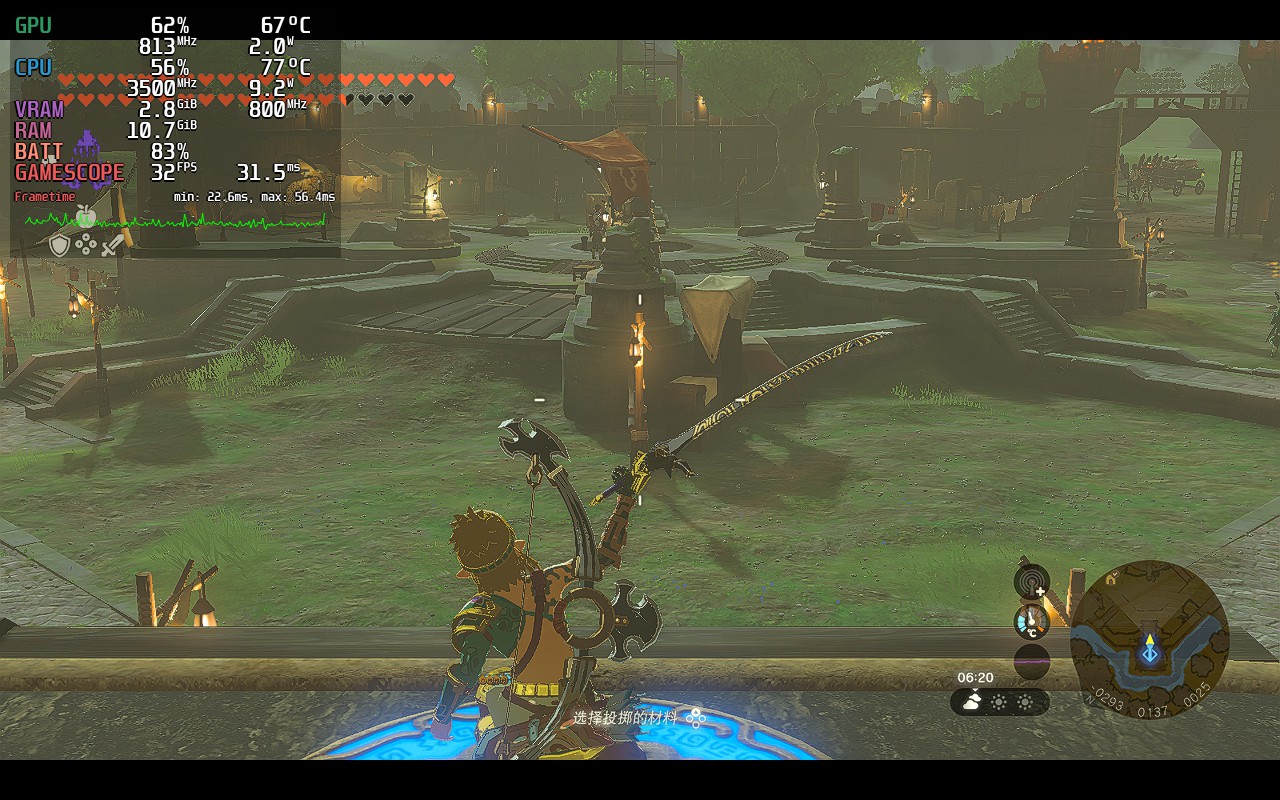 GPU 62% 67°C
813MHz 2.0W
CPU 56% 77°C
3500MHz 9.2W
VRAM 2.8GiB 800MHz
RAM 10.7GiB
BATT 83%
GAMESCOPE 32FPS 31.5ms
Frametime min: 22.6ms, max: 56.4ms
℃
06:20
N
-0293 0137 0025
选择投掷的材料